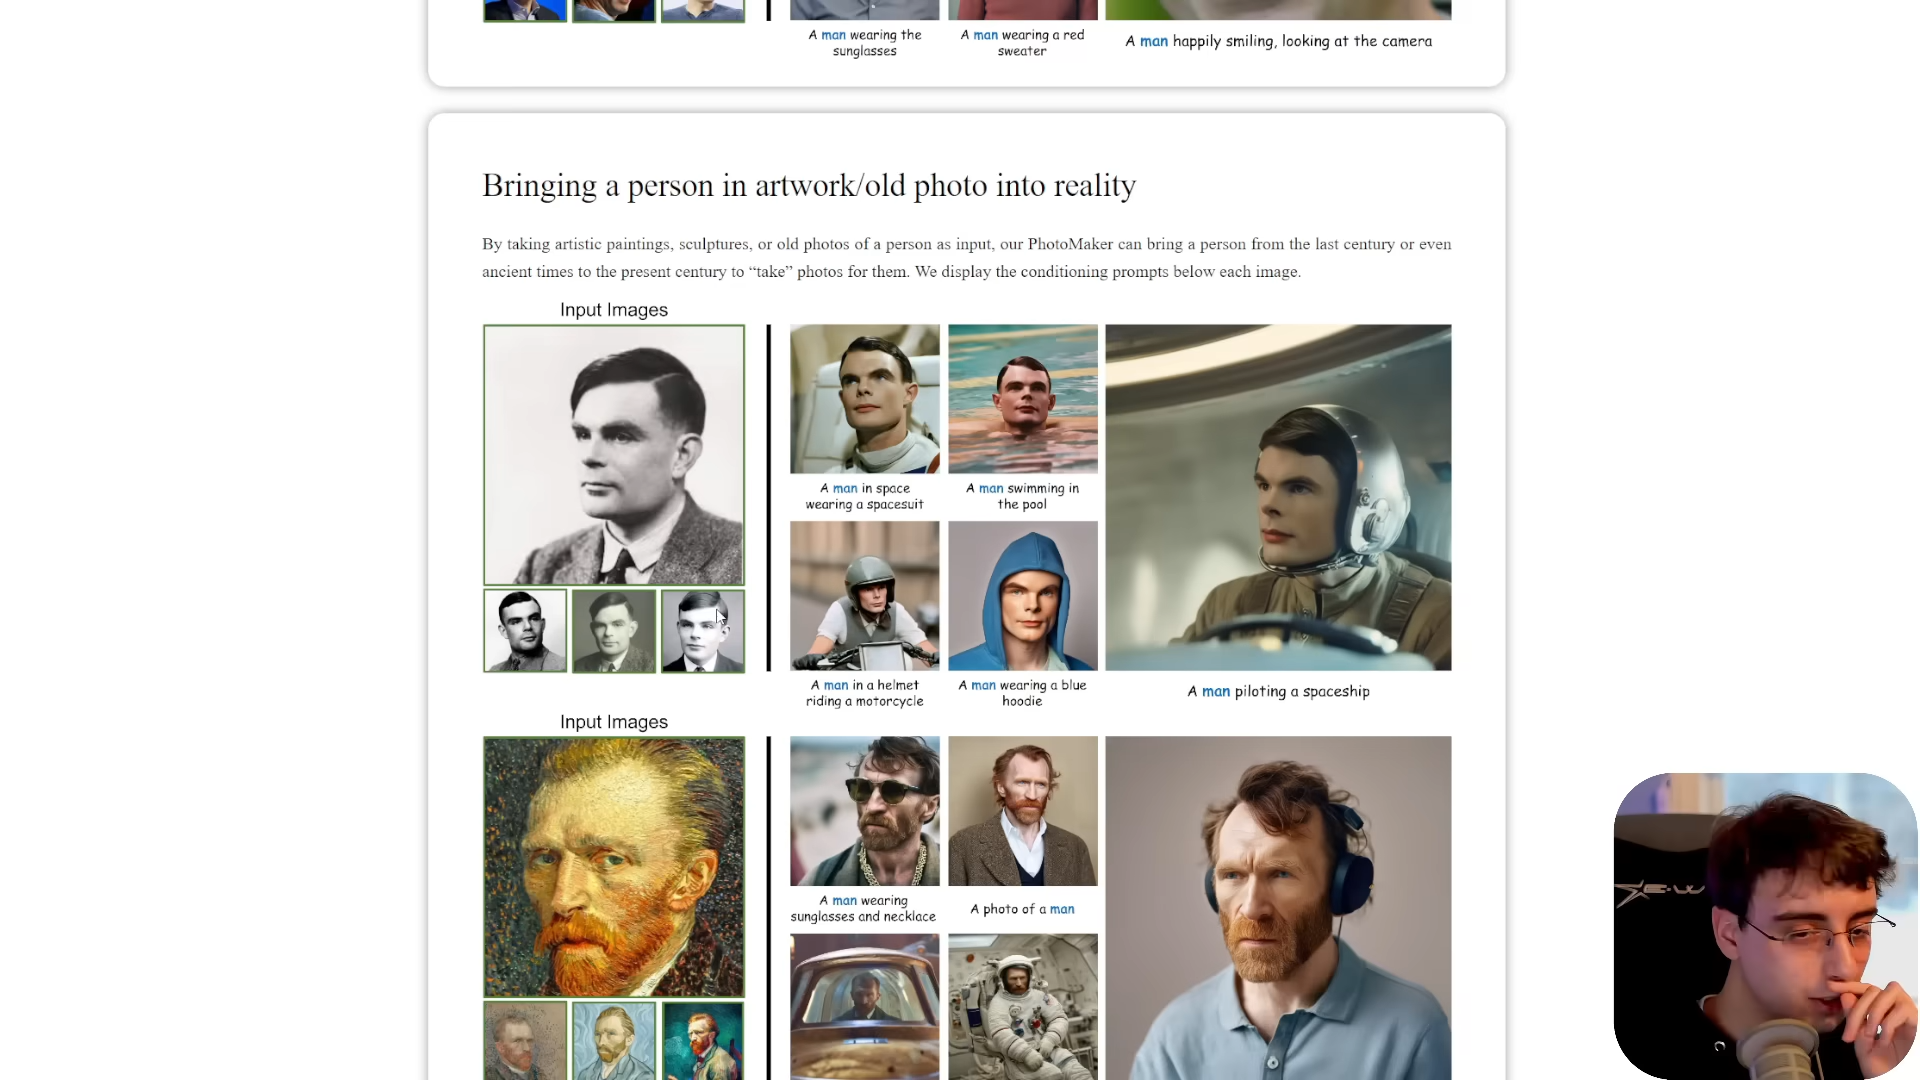 A man wearing the
sunglasses
A man wearing a red
sweater
A man happily smiling, looking at the camera
Bringing a person in artwork/old photo into reality
By taking artistic paintings, sculptures, or old photos of a person as input, our PhotoMaker can bring a person from the last century or even
ancient times to the present century to “take” photos for them. We display the conditioning prompts below each image.
Input Images
A man in space
wearing a spacesuit
A man swimming in
the pool
A man in a helmet
riding a motorcycle
A man wearing a blue
hoodie
A man piloting a spaceship
Input Images
A man wearing
sunglasses and necklace
A photo of a man